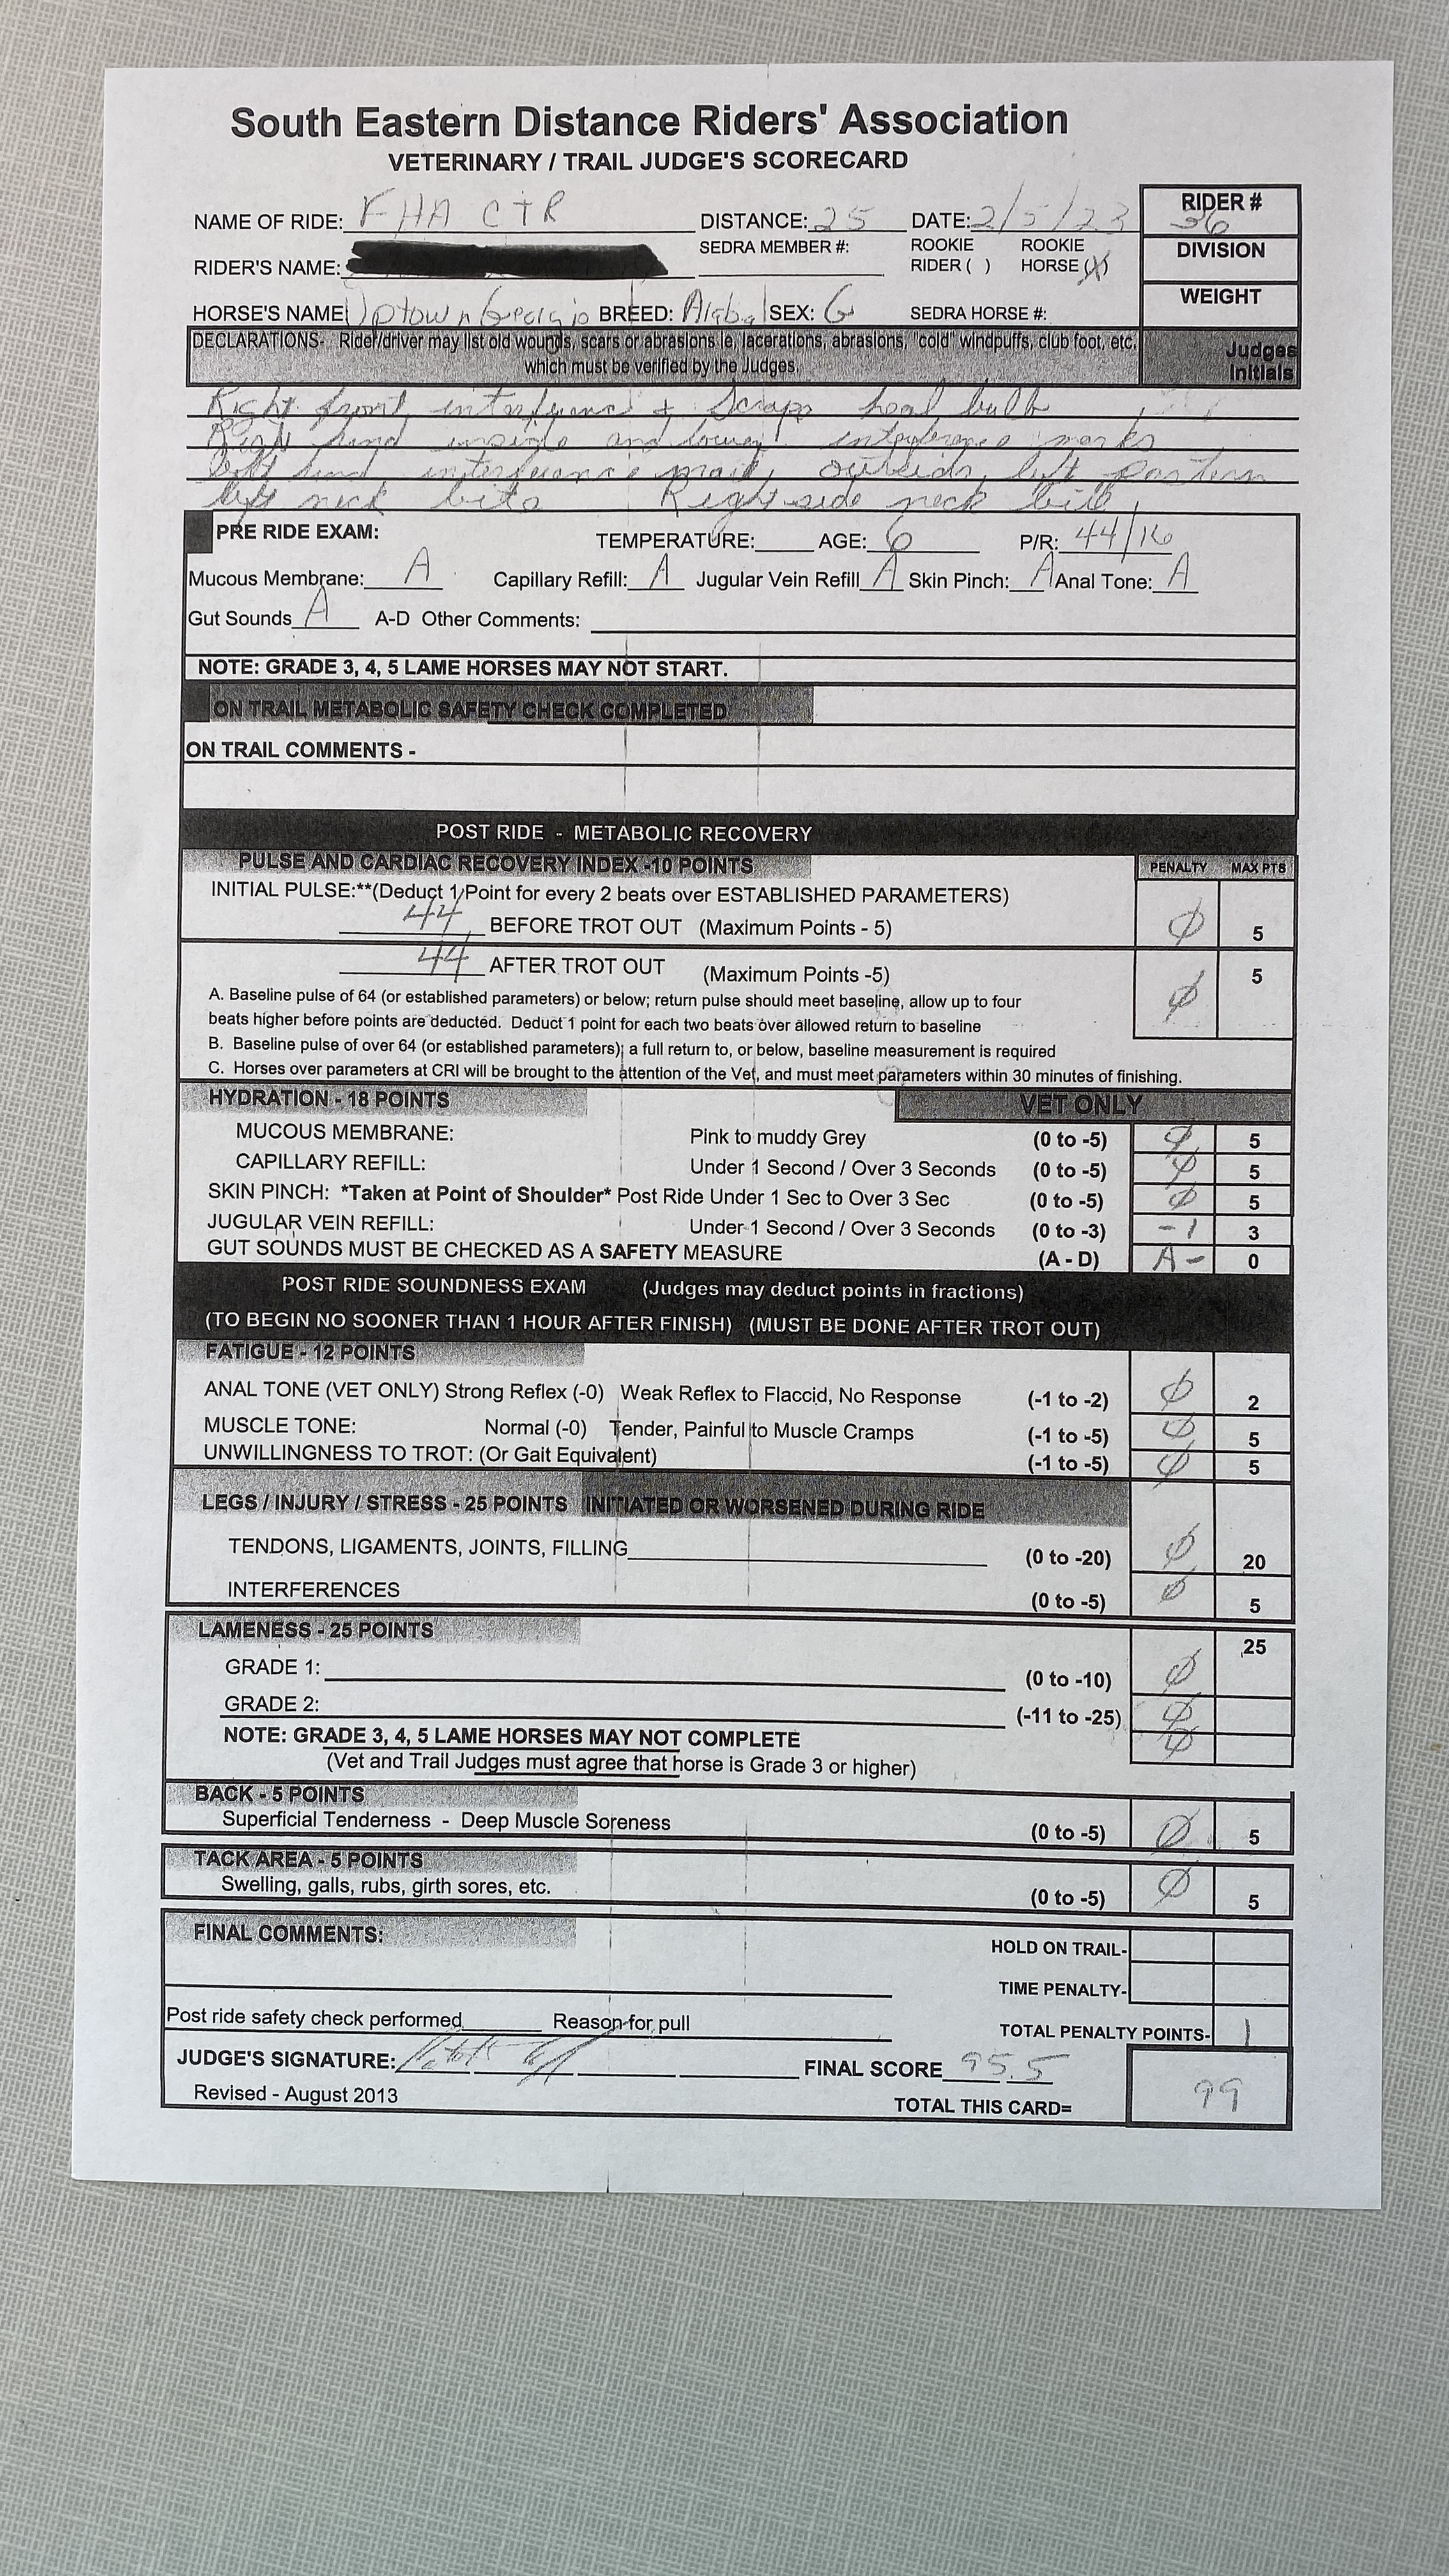 South Eastern Distance Riders' Association
VETERINARY / TRAIL JUDGE'S SCORECARD
NAME OF RIDE: FHA CTR DISTANCE: 25 DATE: 2/5/23 RIDER # 36
RIDER'S NAME: SEDRA MEMBER #: ROOKIE RIDER ( ) ROOKIE HORSE (X) DIVISION
HORSE'S NAME Uptown Georgio BREED: SEX: G SEDRA HORSE #: WEIGHT
DECLARATIONS- Rider/driver may list old wounds, scars or abrasions ie, lacerations, abrasions, "cold" windpuffs, club foot, etc,
which must be verified by the Judges. Judges Initials
Right front + Scrape heal bulb
Right hind inside and interference marks
hind interference mark, outside, left pastern
left neck bite Right side neck bite
PRE RIDE EXAM: TEMPERATURE: AGE: 6 P/R: 44/16
Mucous Membrane: A Capillary Refill: A Jugular Vein Refill A Skin Pinch: A Anal Tone: A
Gut Sounds A A-D Other Comments:
NOTE: GRADE 3, 4, 5 LAME HORSES MAY NOT START.
ON TRAIL METABOLIC SAFETY CHECK COMPLETED
ON TRAIL COMMENTS -
POST RIDE - METABOLIC RECOVERY
PULSE AND CARDIAC RECOVERY INDEX -10 POINTS PENALTY MAX PTS
INITIAL PULSE:**(Deduct 1 Point for every 2 beats over ESTABLISHED PARAMETERS)
44 BEFORE TROT OUT (Maximum Points - 5) Ø 5
44 AFTER TROT OUT (Maximum Points -5) Ø 5
A. Baseline pulse of 64 (or established parameters) or below; return pulse should meet baseline, allow up to four
beats higher before points are deducted. Deduct 1 point for each two beats over allowed return to baseline
B. Baseline pulse of over 64 (or established parameters); a full return to, or below, baseline measurement is required
C. Horses over parameters at CRI will be brought to the attention of the Vet, and must meet parameters within 30 minutes of finishing.
HYDRATION - 18 POINTS VET ONLY
MUCOUS MEMBRANE: Pink to muddy Grey (0 to -5) Ø 5
CAPILLARY REFILL: Under 1 Second / Over 3 Seconds (0 to -5) Ø 5
SKIN PINCH: *Taken at Point of Shoulder* Post Ride Under 1 Sec to Over 3 Sec (0 to -5) Ø 5
JUGULAR VEIN REFILL: Under 1 Second / Over 3 Seconds (0 to -3) -1 3
GUT SOUNDS MUST BE CHECKED AS A SAFETY MEASURE (A - D) A- 0
POST RIDE SOUNDNESS EXAM (Judges may deduct points in fractions)
(TO BEGIN NO SOONER THAN 1 HOUR AFTER FINISH) (MUST BE DONE AFTER TROT OUT)
FATIGUE - 12 POINTS
ANAL TONE (VET ONLY) Strong Reflex (-0) Weak Reflex to Flaccid, No Response (-1 to -2) Ø 2
MUSCLE TONE: Normal (-0) Tender, Painful to Muscle Cramps (-1 to -5) Ø 5
UNWILLINGNESS TO TROT: (Or Gait Equivalent) (-1 to -5) Ø 5
LEGS / INJURY / STRESS - 25 POINTS INITIATED OR WORSENED DURING RIDE
TENDONS, LIGAMENTS, JOINTS, FILLING (0 to -20) Ø 20
INTERFERENCES (0 to -5) Ø 5
LAMENESS - 25 POINTS 25
GRADE 1: (0 to -10) Ø
GRADE 2: (-11 to -25) Ø
NOTE: GRADE 3, 4, 5 LAME HORSES MAY NOT COMPLETE Ø
(Vet and Trail Judges must agree that horse is Grade 3 or higher)
BACK - 5 POINTS
Superficial Tenderness - Deep Muscle Soreness (0 to -5) Ø 5
TACK AREA - 5 POINTS
Swelling, galls, rubs, girth sores, etc. (0 to -5) Ø 5
FINAL COMMENTS:
HOLD ON TRAIL-
TIME PENALTY-
Post ride safety check performed Reason for pull TOTAL PENALTY POINTS- 1
JUDGE'S SIGNATURE: FINAL SCORE 95.5
Revised - August 2013 TOTAL THIS CARD= 99